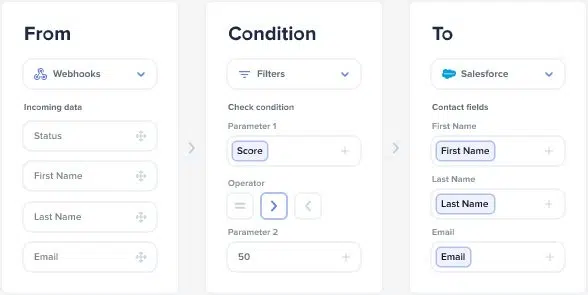 From
Webhooks
Incoming data
Status
First Name
Last Name
Email
Condition
Filters
Check condition
Parameter 1
Score
Operator
Parameter 2
50
To
Salesforce
Contact fields
First Name
First Name
Last Name
Last Name
Email
Email